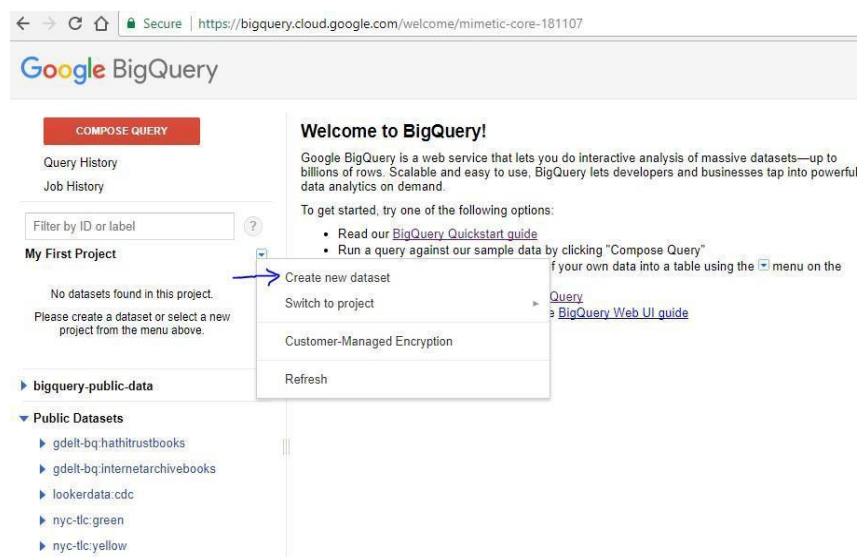 Secure | https://bigquery.cloud.google.com/welcome/mimetic-core-181107
Google BigQuery
COMPOSE QUERY
Query History
Job History
Filter by ID or label
?
My First Project
No datasets found in this project.
Please create a dataset or select a new
project from the menu above.
bigquery-public-data
Public Datasets
gdelt-bq:hathitrustbooks
gdelt-bq:internetarchivebooks
lookerdata:cdc
nyc-tlc:green
nyc-tlc:yellow
Create new dataset
Switch to project
Customer-Managed Encryption
Refresh
Welcome to BigQuery!
Google BigQuery is a web service that lets you do interactive analysis of massive datasets—up to
billions of rows. Scalable and easy to use, BigQuery lets developers and businesses tap into powerful
data analytics on demand.
To get started, try one of the following options:
• Read our BigQuery Quickstart guide
• Run a query against our sample data by clicking "Compose Query"
f your own data into a table using the menu on the
Query
BigQuery Web UI guide